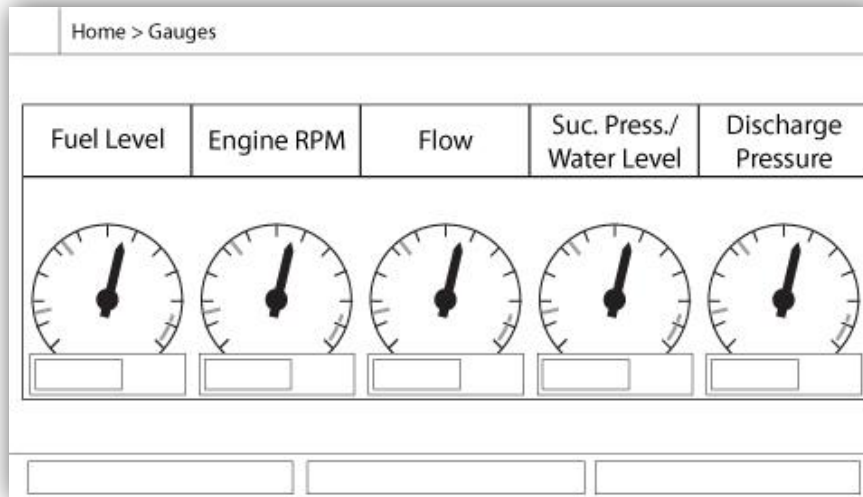 Home > Gauges
Fuel Level
Engine RPM
Flow
Suc. Press./
Water Level
Discharge
Pressure